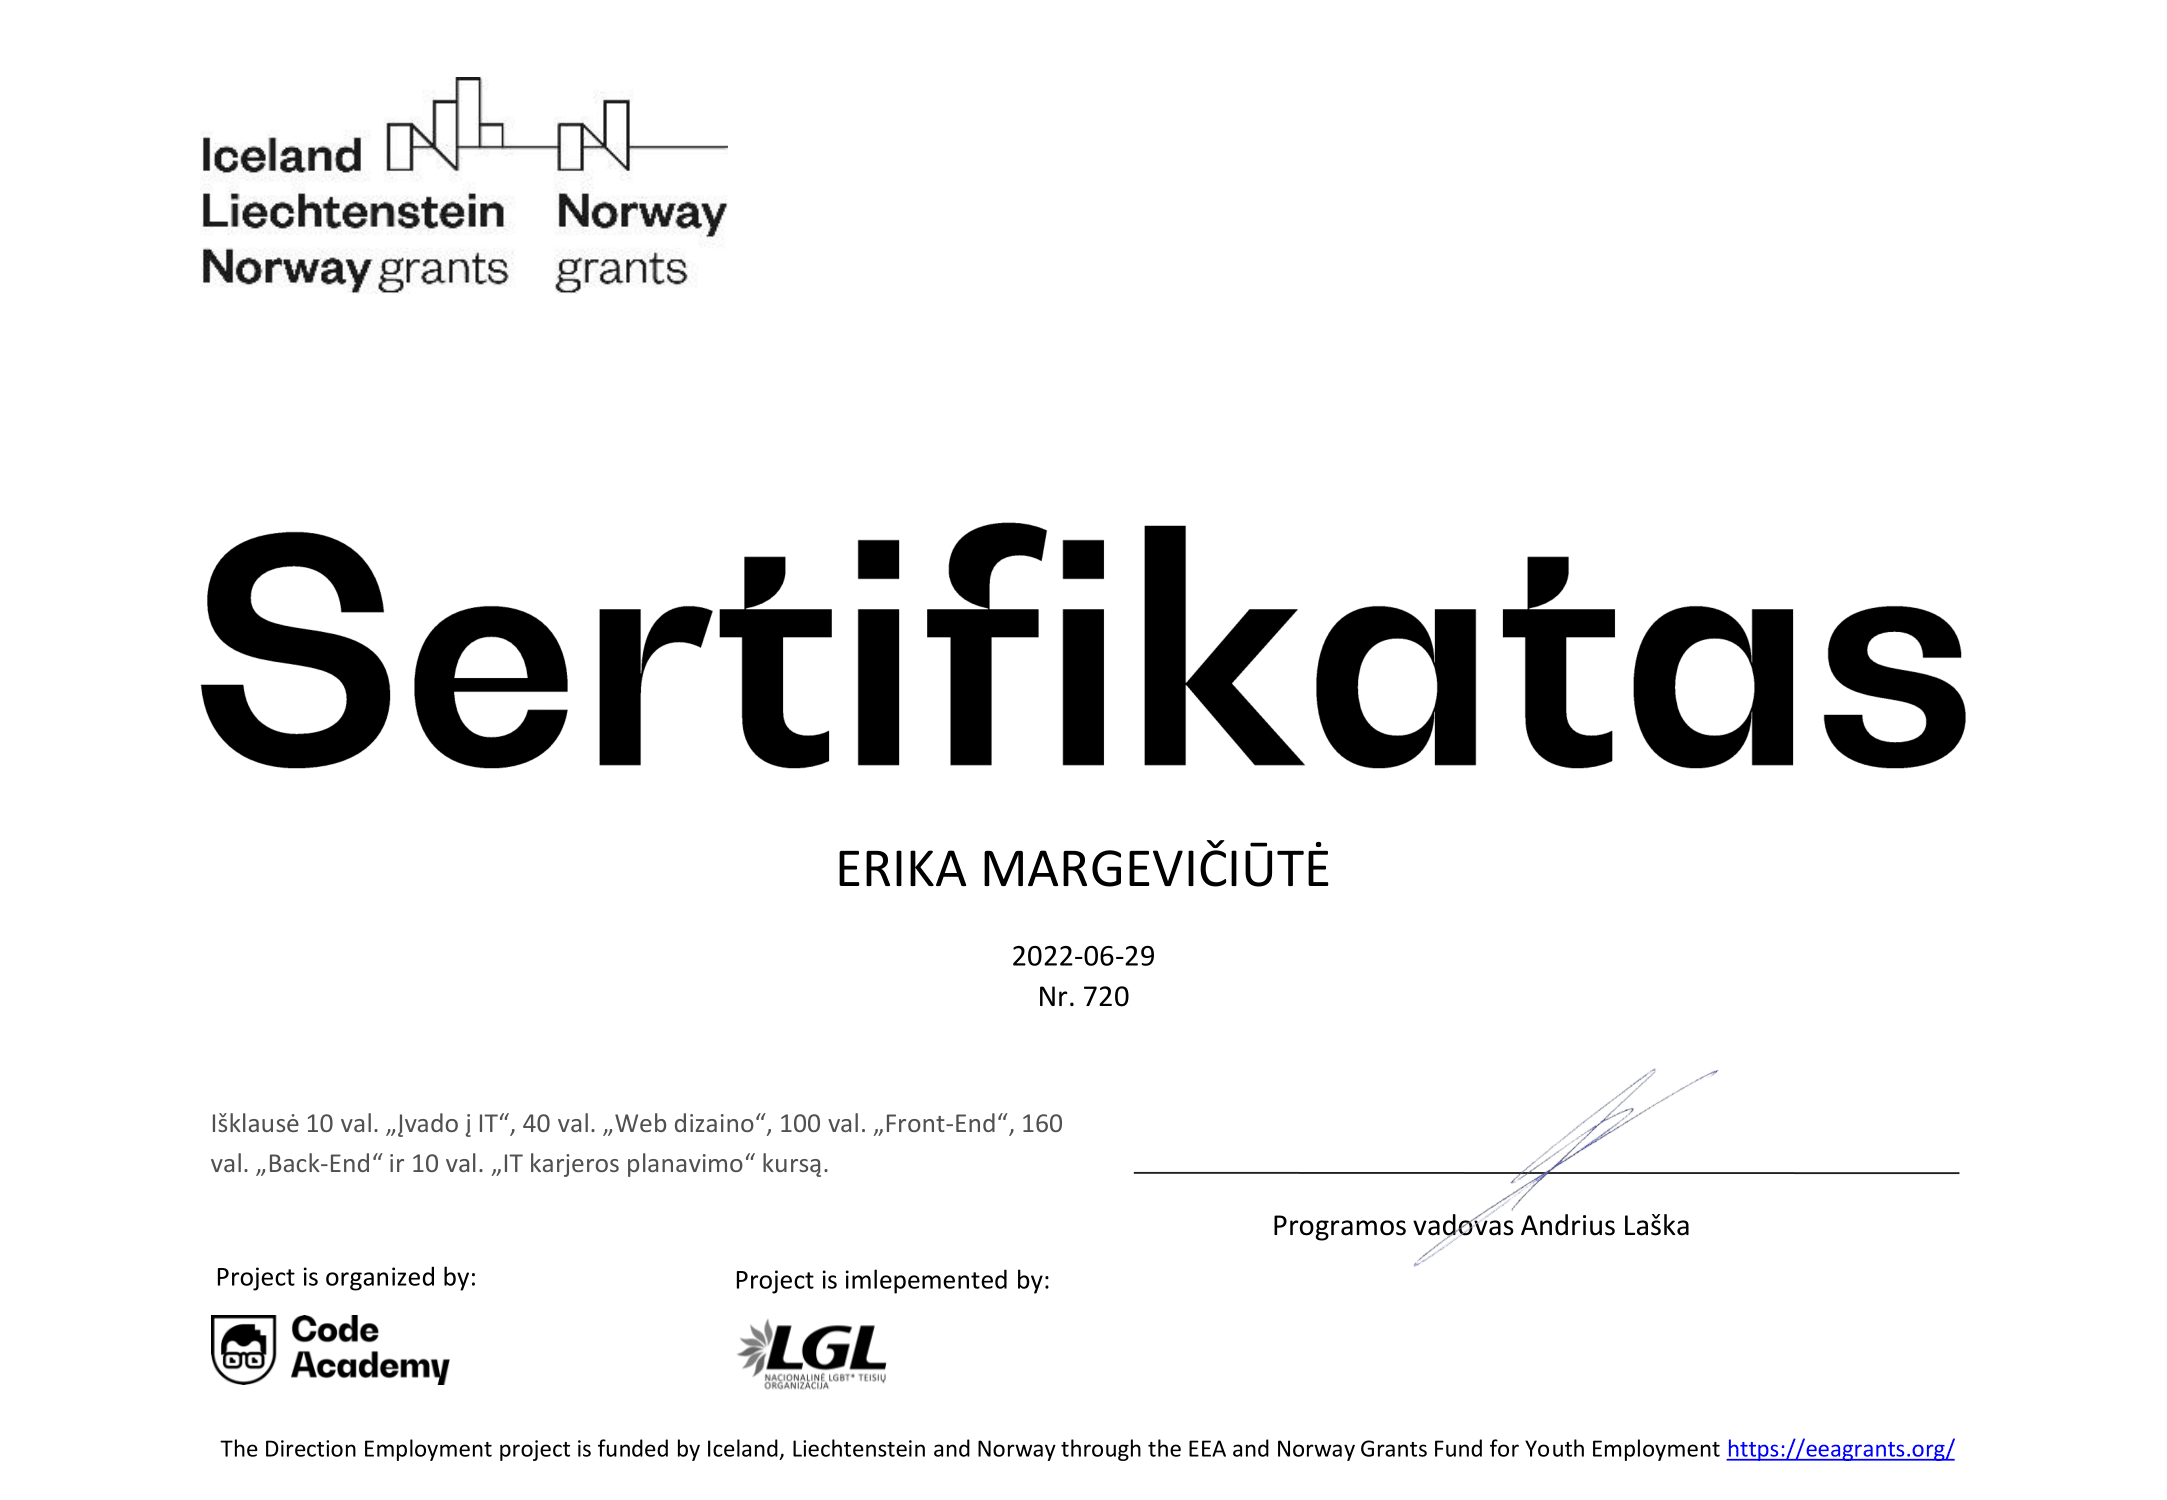 Iceland
Liechtenstein
Norway grants
Norway
grants
Sertifikatas
ERIKA MARGEVIČIŪTĖ
2022-06-29
Nr. 720
Išklausė 10 val. „Įvado į IT“, 40 val. „Web dizaino“, 100 val. „Front-End“, 160
val. „Back-End“ ir 10 val. „IT karjeros planavimo“ kursą.
Programos vadovas Andrius Laška
Project is organized by:
Code
Academy
Project is imlepemented by:
LGL
NACIONALINĖ LGBT* TEISIŲ
ORGANIZACIJA
The Direction Employment project is funded by Iceland, Liechtenstein and Norway through the EEA and Norway Grants Fund for Youth Employment https://eeagrants.org/